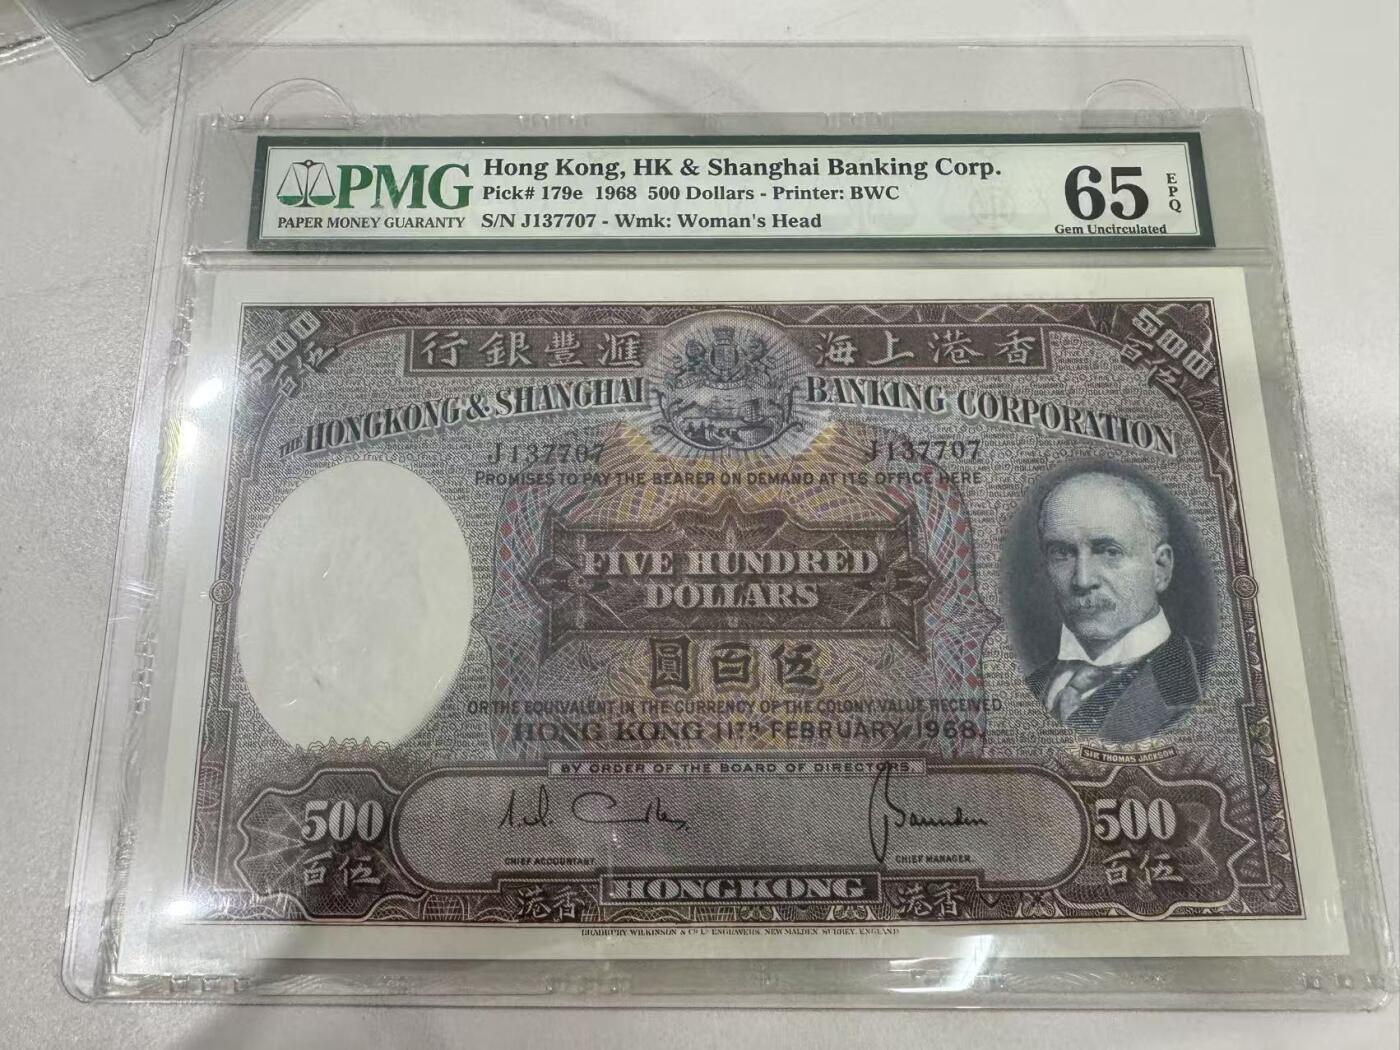 PMG
PAPER MONEY GUARANTY
Hong Kong, HK & Shanghai Banking Corp.
Pick# 179e 1968 500 Dollars - Printer: BWC
S/N J137707 - Wmk: Woman's Head
65
EPQ
Gem Uncirculated
500
伍百
行銀豐滙
海上港香
500
伍百
THE HONGKONG & SHANGHAI BANKING CORPORATION
J137707
J137707
PROMISES TO PAY THE BEARER ON DEMAND AT ITS OFFICE HERE
FIVE HUNDRED
DOLLARS
圓百伍
OR THE EQUIVALENT IN THE CURRENCY OF THE COLONY VALUE RECEIVED
HONG KONG 11TH FEBRUARY 1968.
SIR THOMAS JACKSON
BY ORDER OF THE BOARD OF DIRECTORS.
500
百伍
CHIEF ACCOUNTANT.
CHIEF MANAGER.
500
百伍
港香
HONGKONG
港香
BRADBURY WILKINSON & Co Ld ENGRAVERS, NEW MALDEN SURREY, ENGLAND